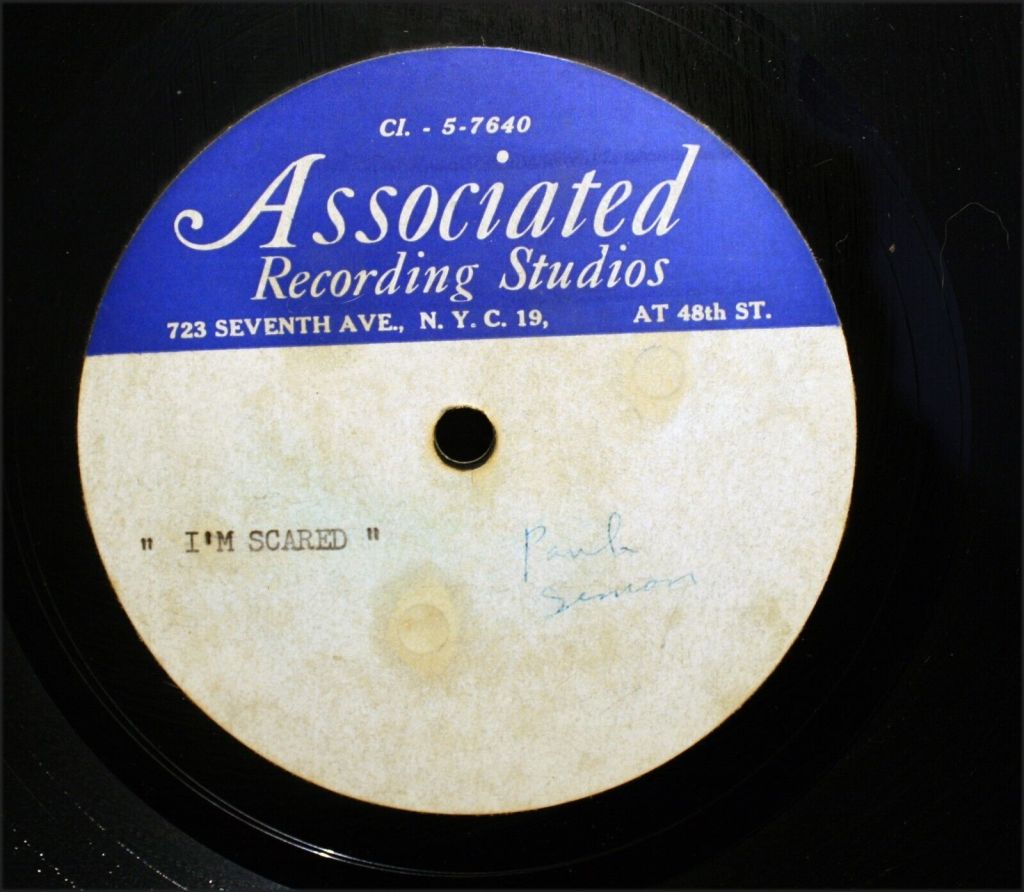 CI. - 5-7640
Associated
Recording Studios
723 SEVENTH AVE., N. Y. C. 19, AT 48th ST.
" I'M SCARED "
Paul
Simon